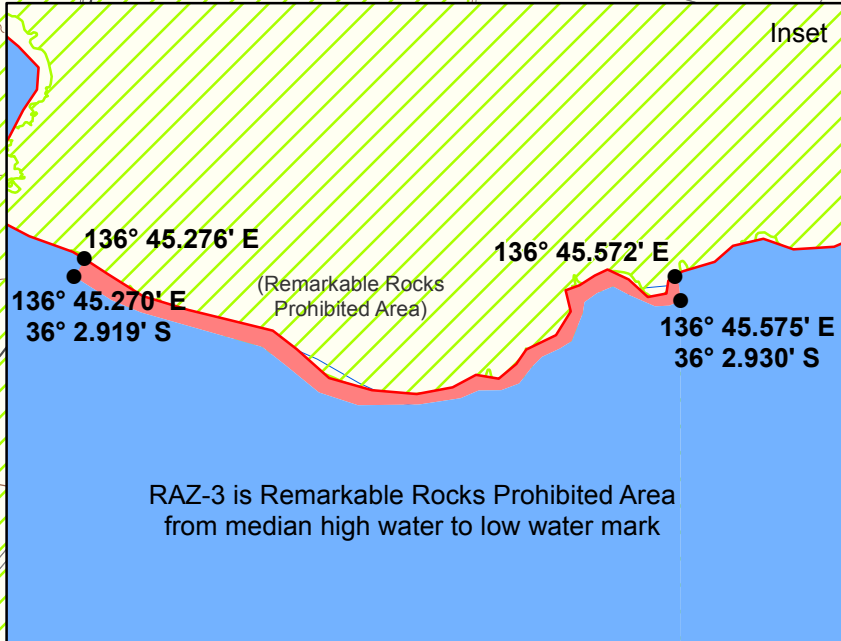 Inset
136° 45.276' E
136° 45.572' E
(Remarkable Rocks
Prohibited Area)
136° 45.270' E
36° 2.919' S
136° 45.575' E
36° 2.930' S
RAZ-3 is Remarkable Rocks Prohibited Area
from median high water to low water mark